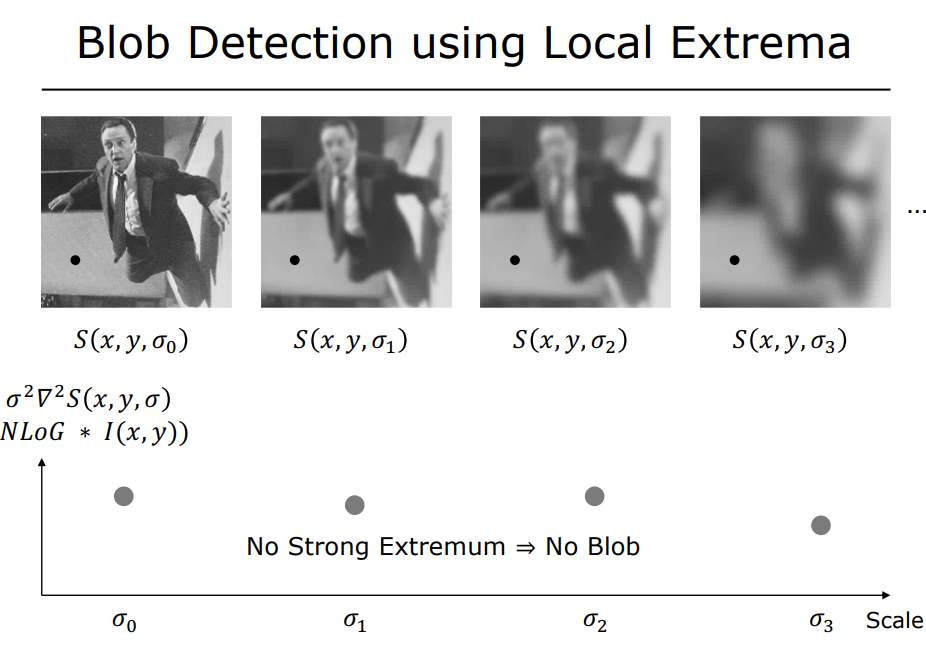 Blob Detection using Local Extrema
...
S(x, y, σ₀) S(x, y, σ₁) S(x, y, σ₂) S(x, y, σ₃)
σ²∇²S(x, y, σ)
NLoG ∗ I(x, y))
No Strong Extremum ⇒ No Blob
σ₀ σ₁ σ₂ σ₃ Scale